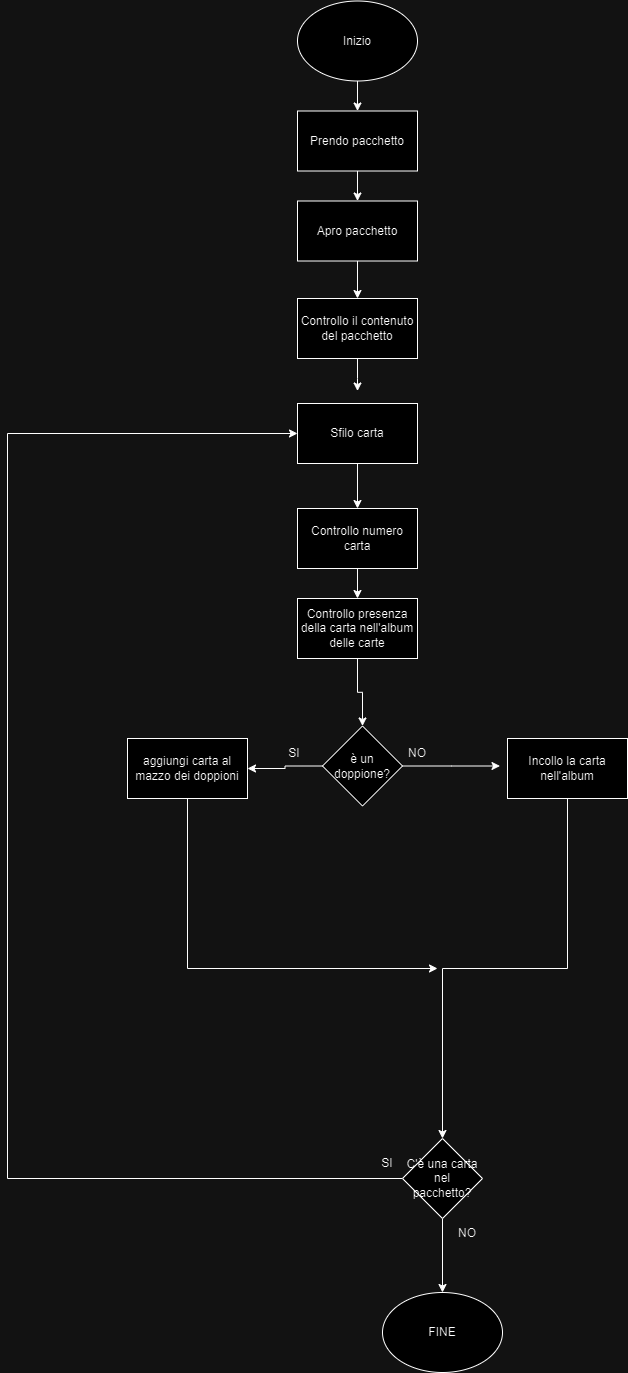 Inizio
Prendo pacchetto
Apro pacchetto
Controllo il contenuto
del pacchetto
Sfilo carta
Controllo numero
carta
Controllo presenza
della carta nell'album
delle carte
SI
è un
doppione?
NO
aggiungi carta al
mazzo dei doppioni
Incollo la carta
nell'album
SI
C'è una carta
nel
pacchetto?
NO
FINE